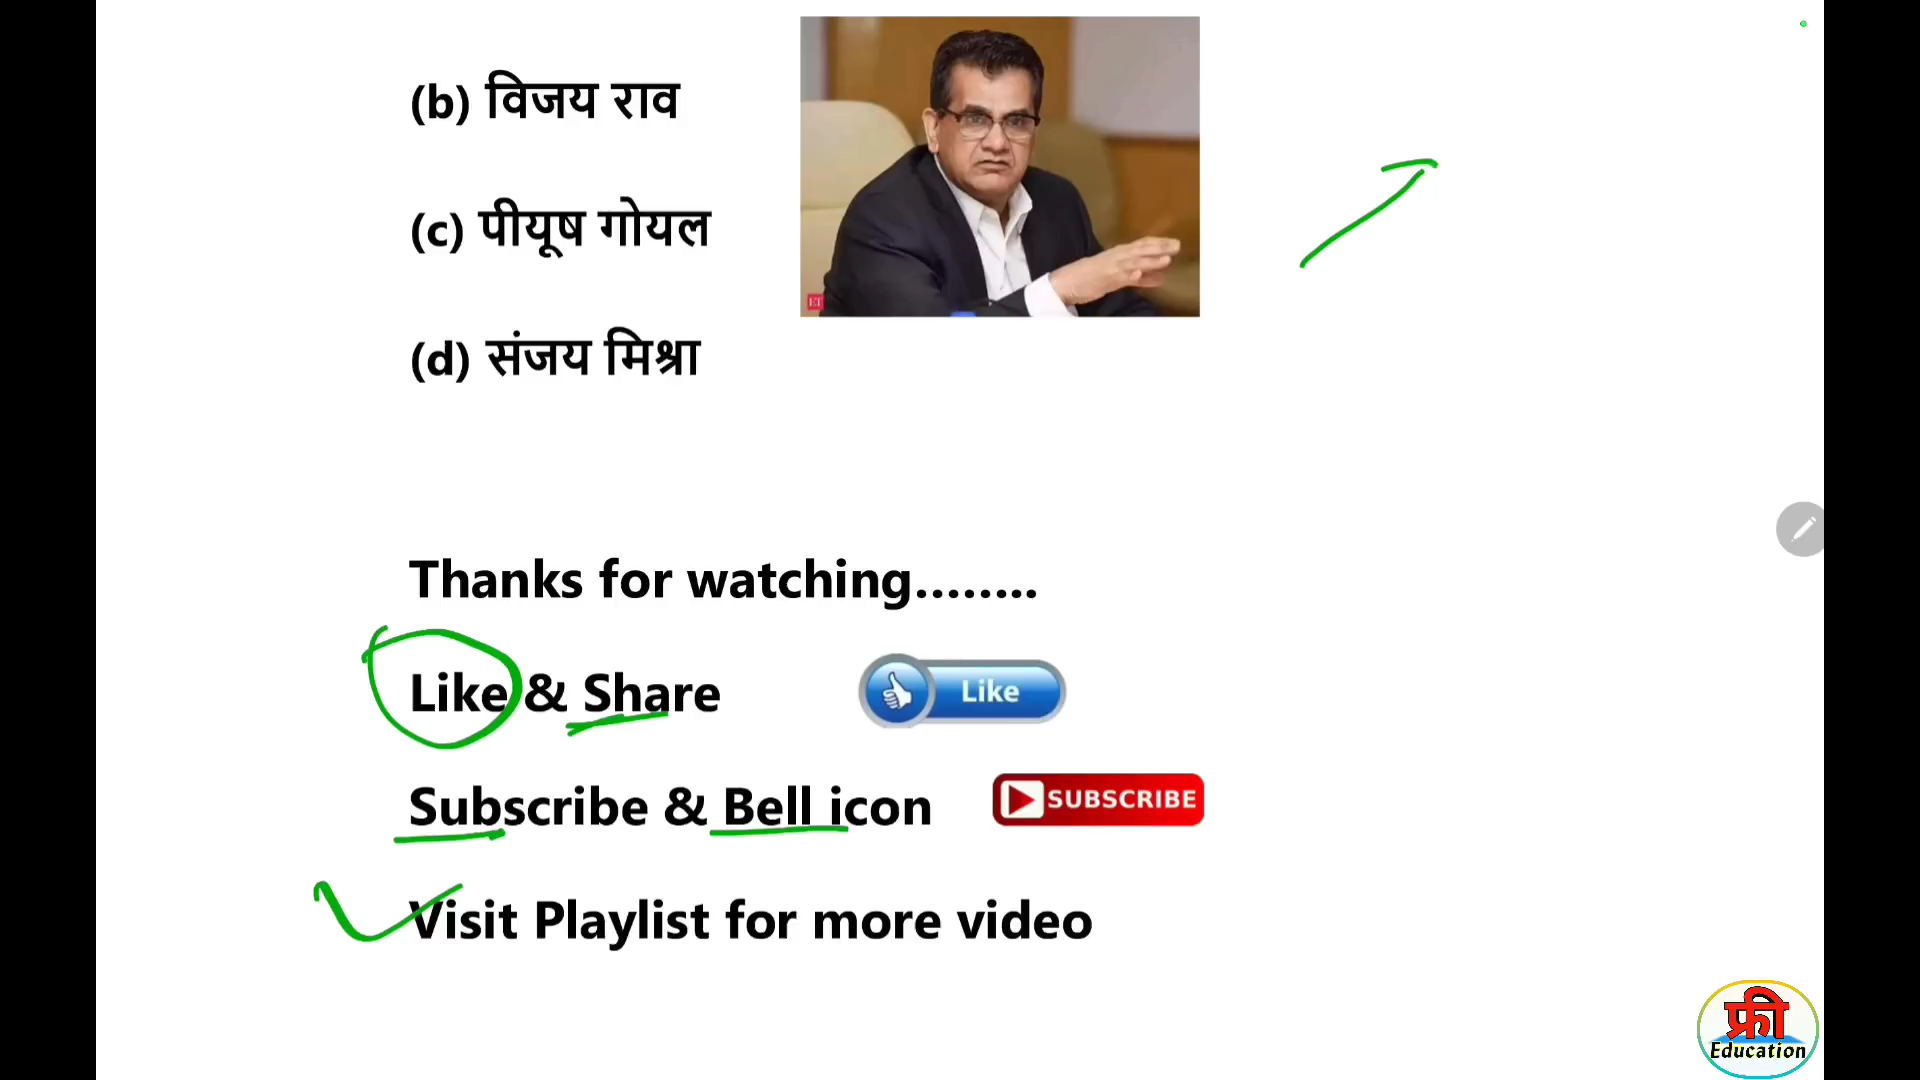 (b) विजय राव
(c) पीयूष गोयल
ET
(d) संजय मिश्रा
Thanks for watching........
Like & Share
Like
Subscribe & Bell icon
SUBSCRIBE
Visit Playlist for more video
फ्री
Education